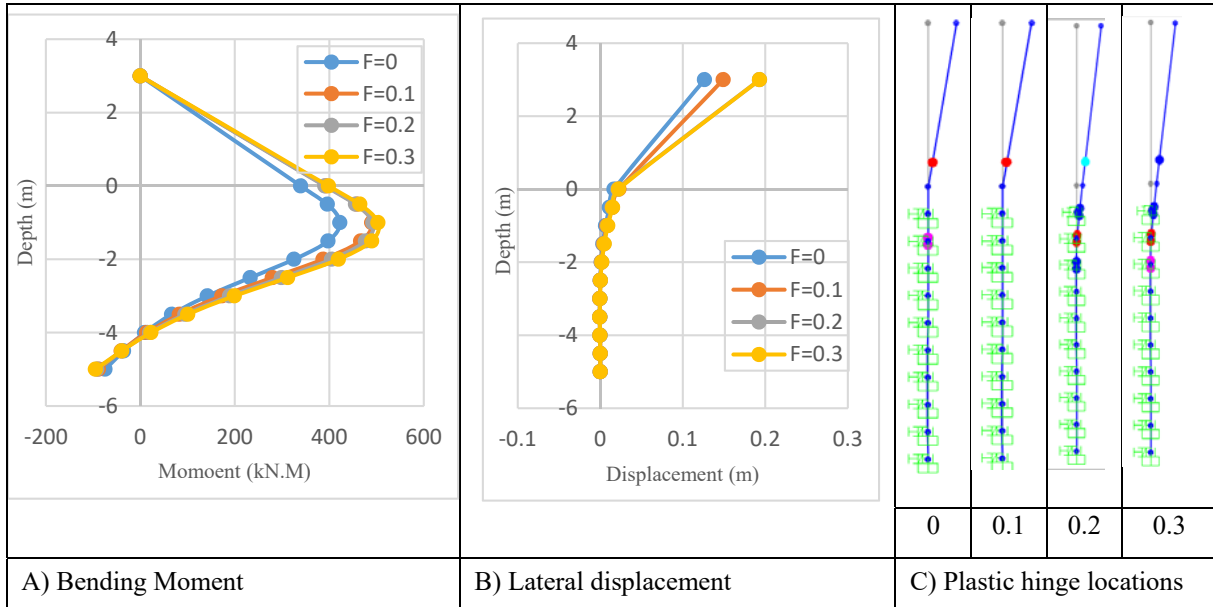 4
2
0
-2
-4
-6
Depth (m)
-200
0
200
400
600
Momoent (kN.M)
F=0
F=0.1
F=0.2
F=0.3
4
2
0
-2
-4
-6
Depth (m)
-0.1
0
0.1
0.2
0.3
Displacement (m)
F=0
F=0.1
F=0.2
F=0.3
0
0.1
0.2
0.3
A) Bending Moment
B) Lateral displacement
C) Plastic hinge locations